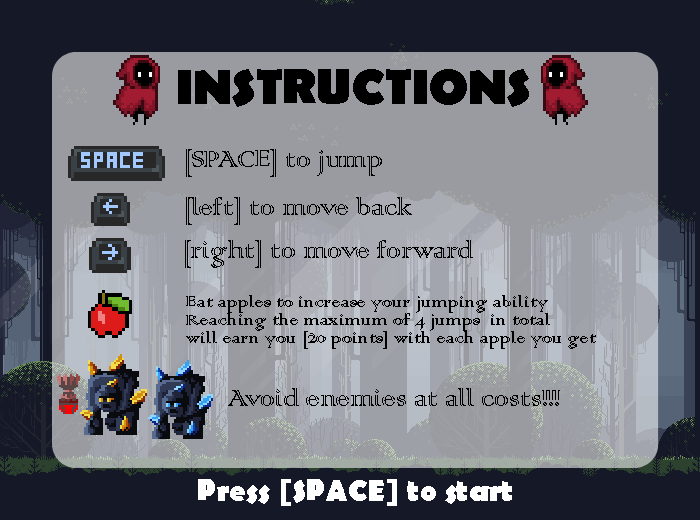 INSTRUCTIONS
SPACE
[SPACE] to jump
[left] to move back
[right] to move forward
Eat apples to increase your jumping ability
Reaching the maximum of 4 jumps in total
will earn you [20 points] with each apple you get
Avoid enemies at all costs!!!!
Press [SPACE] to start